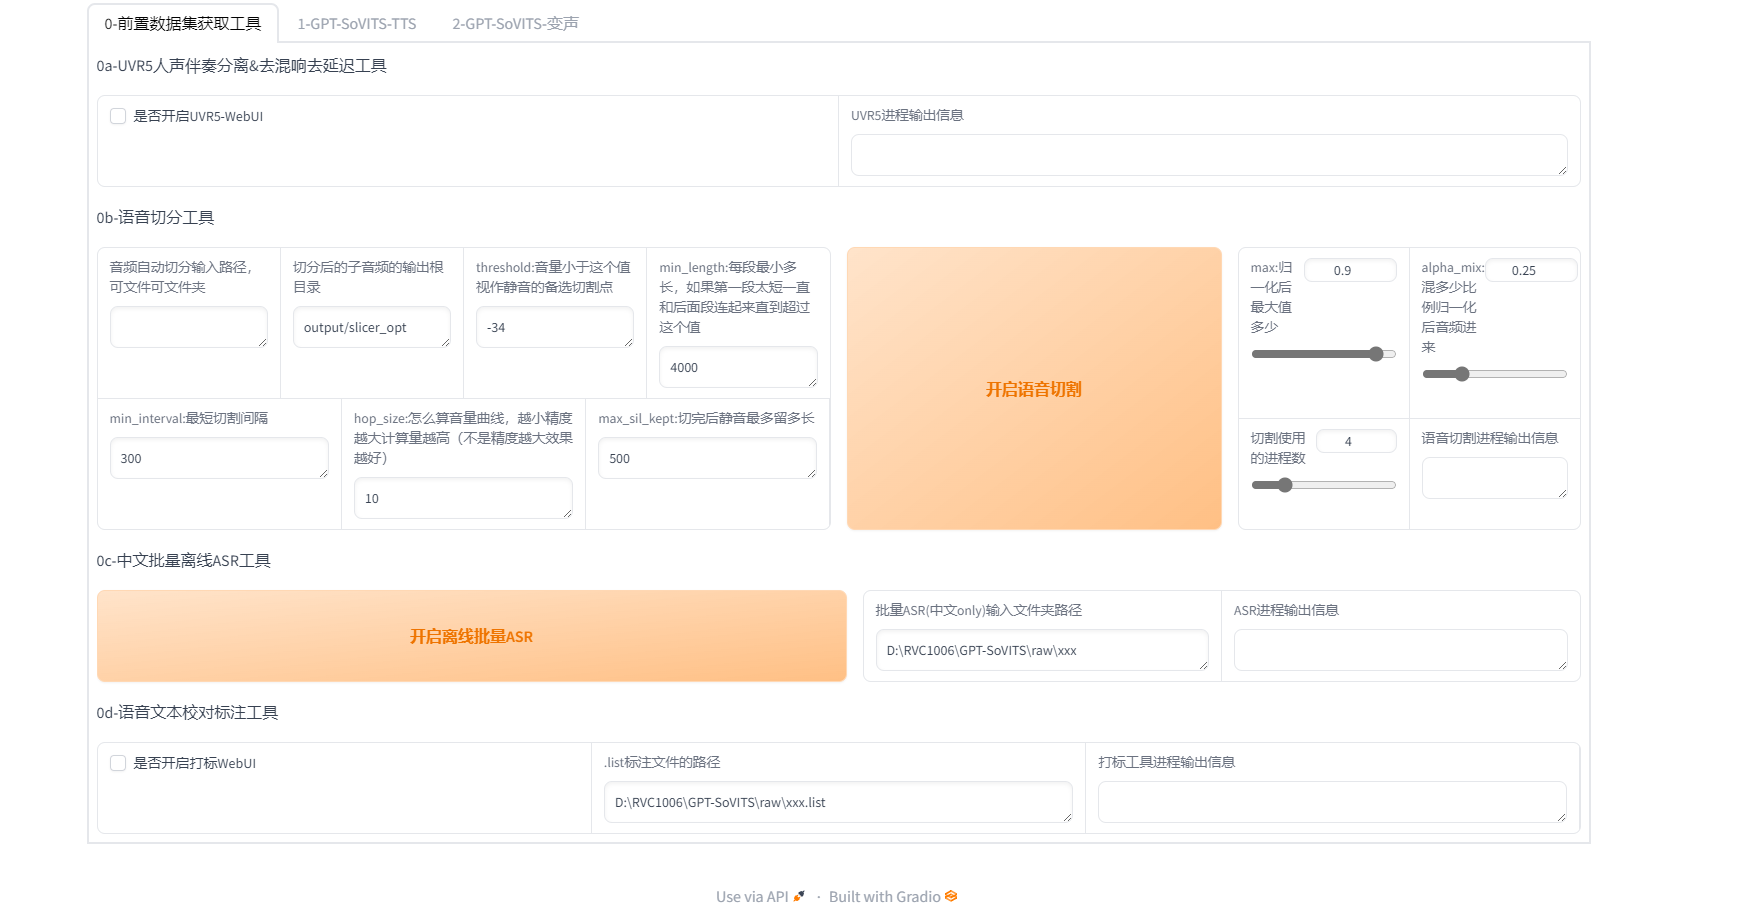 0-前置数据集获取工具
1-GPT-SoVITS-TTS
2-GPT-SoVITS-变声
0a-UVR5人声伴奏分离&去混响去延迟工具
是否开启UVR5-WebUI
UVR5进程输出信息
0b-语音切分工具
音频自动切分输入路径，
可文件可文件夹
切分后的子音频的输出根
目录
output/slicer_opt
threshold:音量小于这个值
视作静音的备选切割点
-34
min_length:每段最小多
长，如果第一段太短一直
和后面段连起来直到超过
这个值
4000
min_interval:最短切割间隔
300
hop_size:怎么算音量曲线，越小精度
越大计算量越高（不是精度越大效果
越好）
10
max_sil_kept:切完后静音最多留多长
500
开启语音切割
max:归
一化后
最大值
多少
0.9
alpha_mix:
混多少比
例归一化
后音频进
来
0.25
切割使用
的进程数
4
语音切割进程输出信息
0c-中文批量离线ASR工具
开启离线批量ASR
批量ASR(中文only)输入文件夹路径
D:\RVC1006\GPT-SoVITS\raw\xxx
ASR进程输出信息
0d-语音文本校对标注工具
是否开启打标WebUI
.list标注文件的路径
D:\RVC1006\GPT-SoVITS\raw\xxx.list
打标工具进程输出信息
Use via API · Built with Gradio